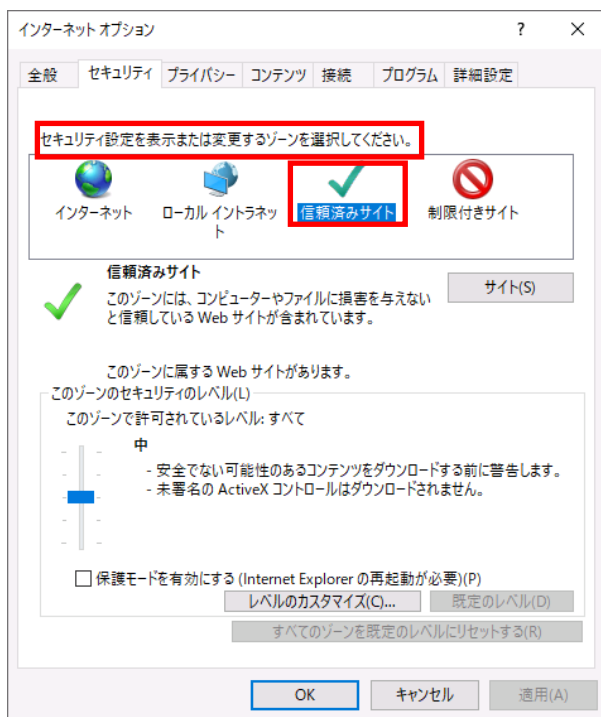 インターネット オプション
?
×
全般 セキュリティ プライバシー コンテンツ 接続 プログラム 詳細設定
セキュリティ設定を表示または変更するゾーンを選択してください。
インターネット
ローカル イントラネッ
ト
信頼済みサイト
制限付きサイト
信頼済みサイト
サイト(S)
このゾーンには、コンピューターやファイルに損害を与えない
と信頼している Web サイトが含まれています。
このゾーンに属する Web サイトがあります。
このゾーンのセキュリティのレベル(L)
このゾーンで許可されているレベル: すべて
中
- 安全でない可能性のあるコンテンツをダウンロードする前に警告します。
- 未署名の ActiveX コントロールはダウンロードされません。
保護モードを有効にする (Internet Explorer の再起動が必要)(P)
レベルのカスタマイズ(C)... 既定のレベル(D)
すべてのゾーンを既定のレベルにリセットする(R)
OK キャンセル 適用(A)